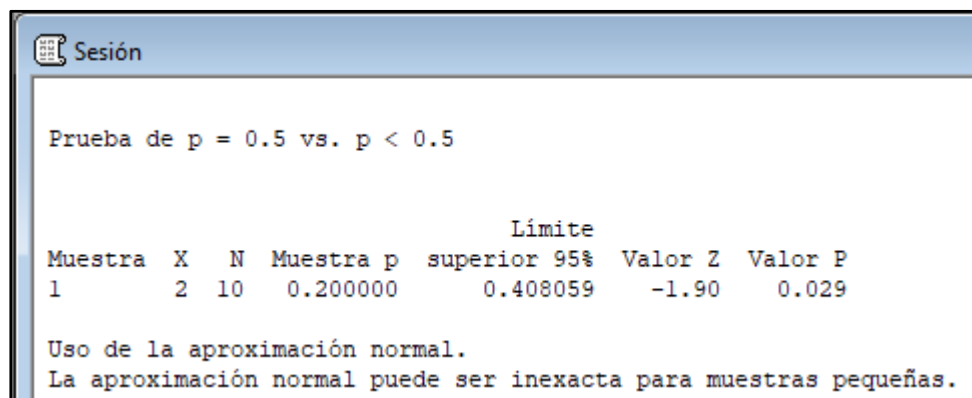 Sesión
Prueba de p = 0.5 vs. p < 0.5
Límite
Muestra X N Muestra p superior 95% Valor Z Valor P
1 2 10 0.200000 0.408059 -1.90 0.029
Uso de la aproximación normal.
La aproximación normal puede ser inexacta para muestras pequeñas.